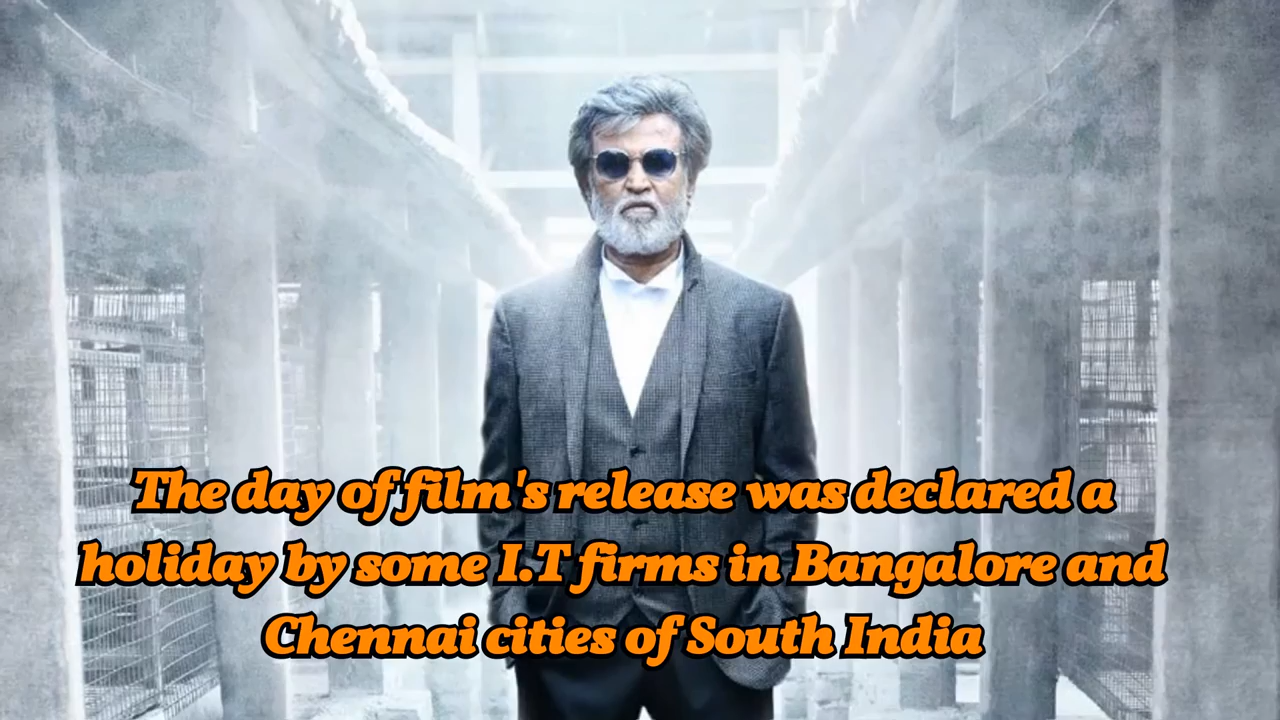 The day of film's release was declared a
holiday by some I.T firms in Bangalore and
Chennai cities of South India